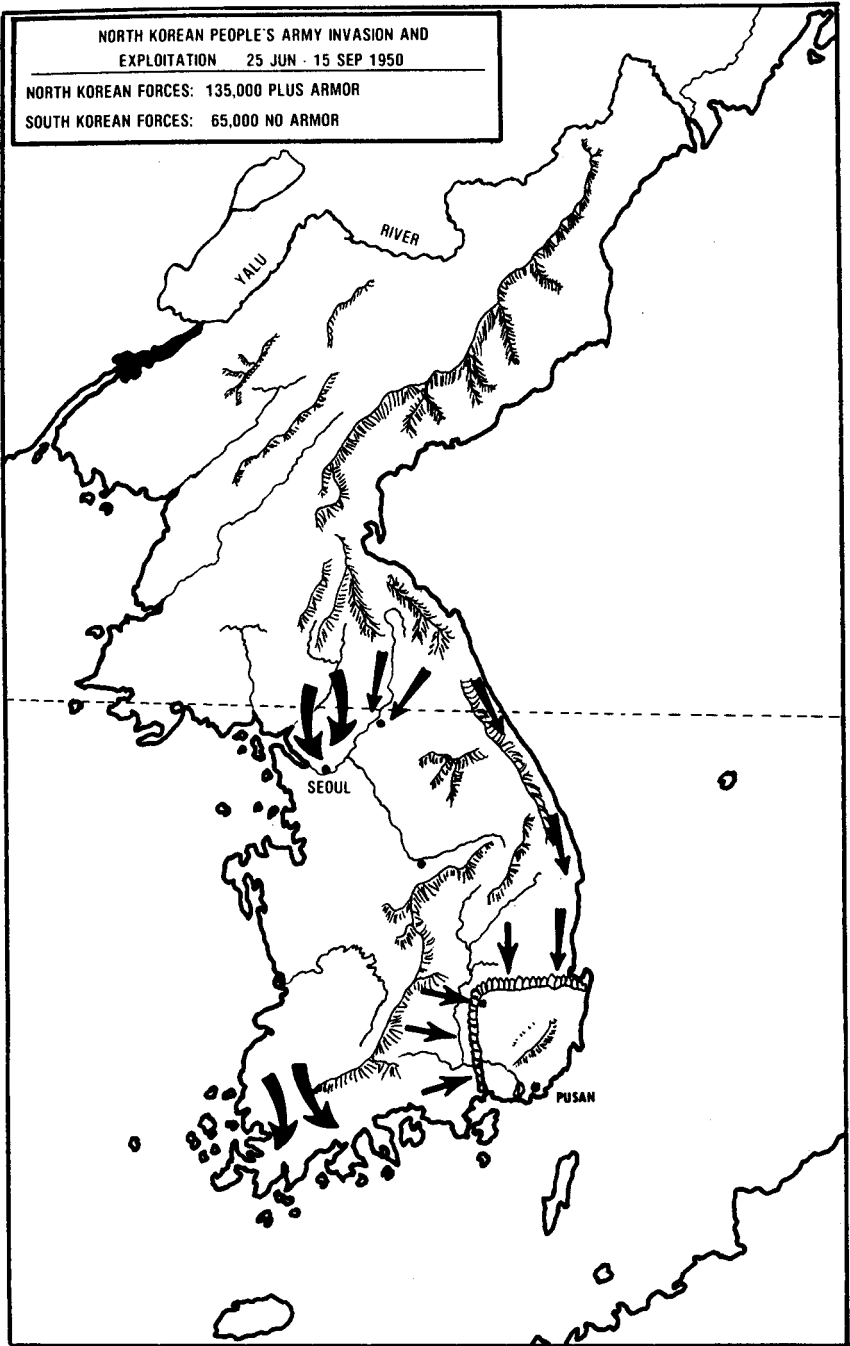 NORTH KOREAN PEOPLE'S ARMY INVASION AND
EXPLOITATION 25 JUN - 15 SEP 1950
NORTH KOREAN FORCES: 135,000 PLUS ARMOR
SOUTH KOREAN FORCES: 65,000 NO ARMOR
YALU
RIVER
SEOUL
PUSAN